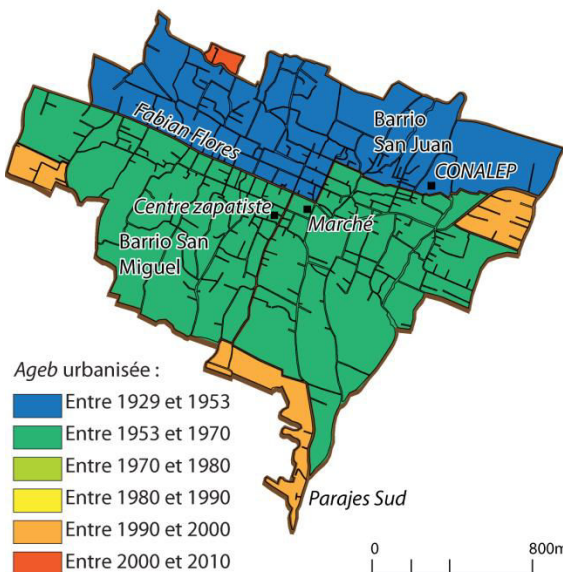 Fabian Flores
Barrio
San Juan
CONALEP
Centre zapatiste
Marché
Barrio San
Miguel
Ageb urbanisée :
Entre 1929 et 1953
Entre 1953 et 1970
Entre 1970 et 1980
Entre 1980 et 1990
Entre 1990 et 2000
Entre 2000 et 2010
Parajes Sud
0 800m